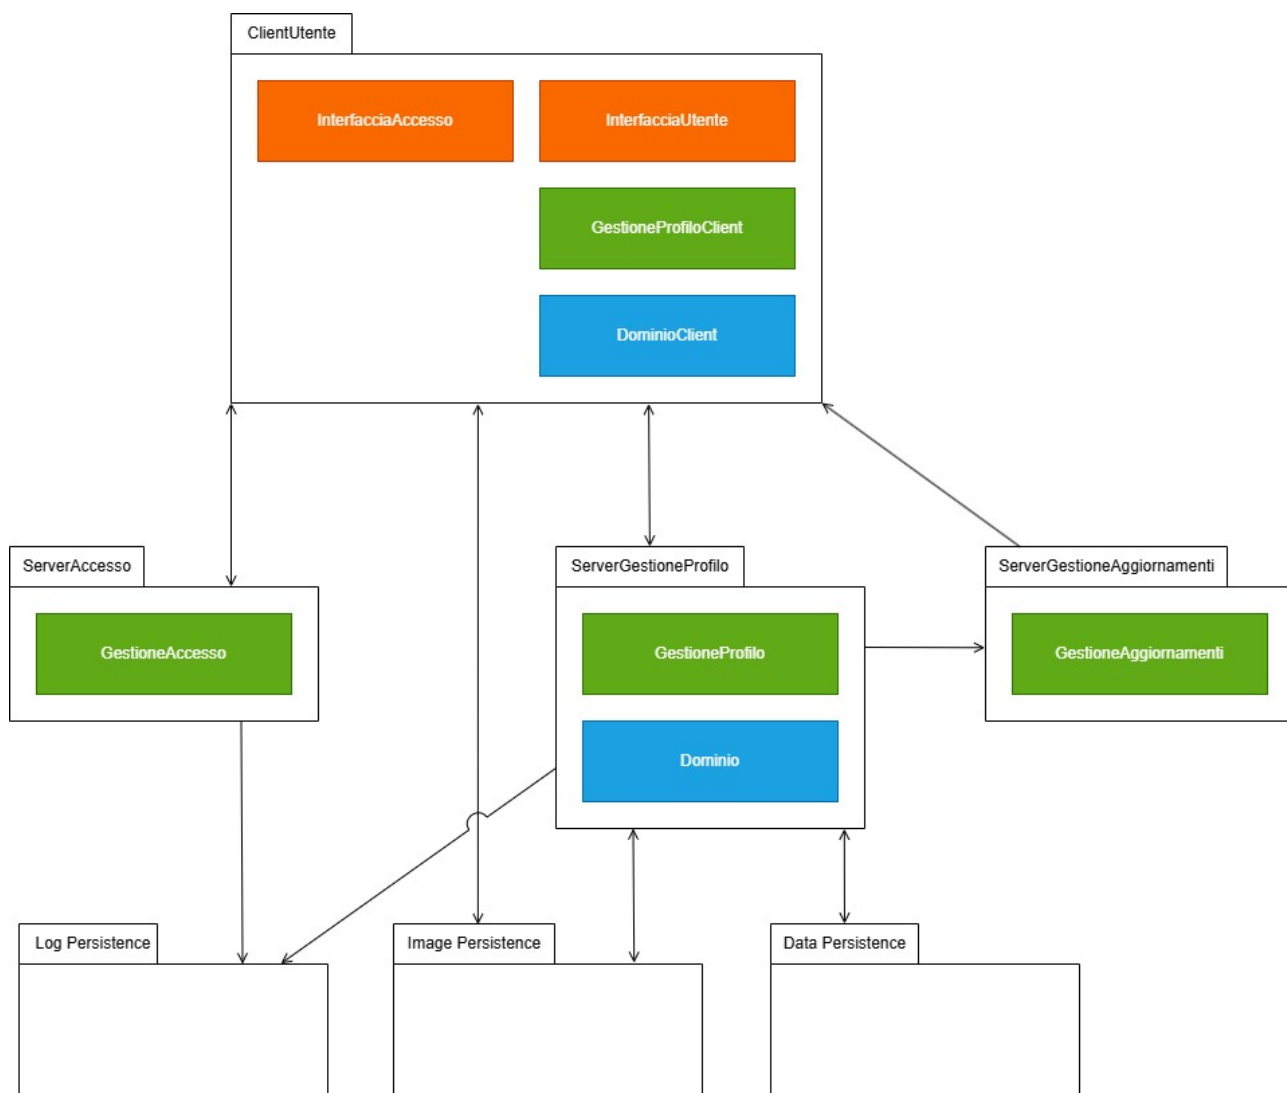 ClientUtente
InterfacciaAccesso
InterfacciaUtente
GestioneProfiloClient
DominioClient
ServerAccesso
ServerGestioneProfilo
ServerGestioneAggiornamenti
GestioneAccesso
GestioneProfilo
GestioneAggiornamenti
Dominio
Log Persistence
Image Persistence
Data Persistence